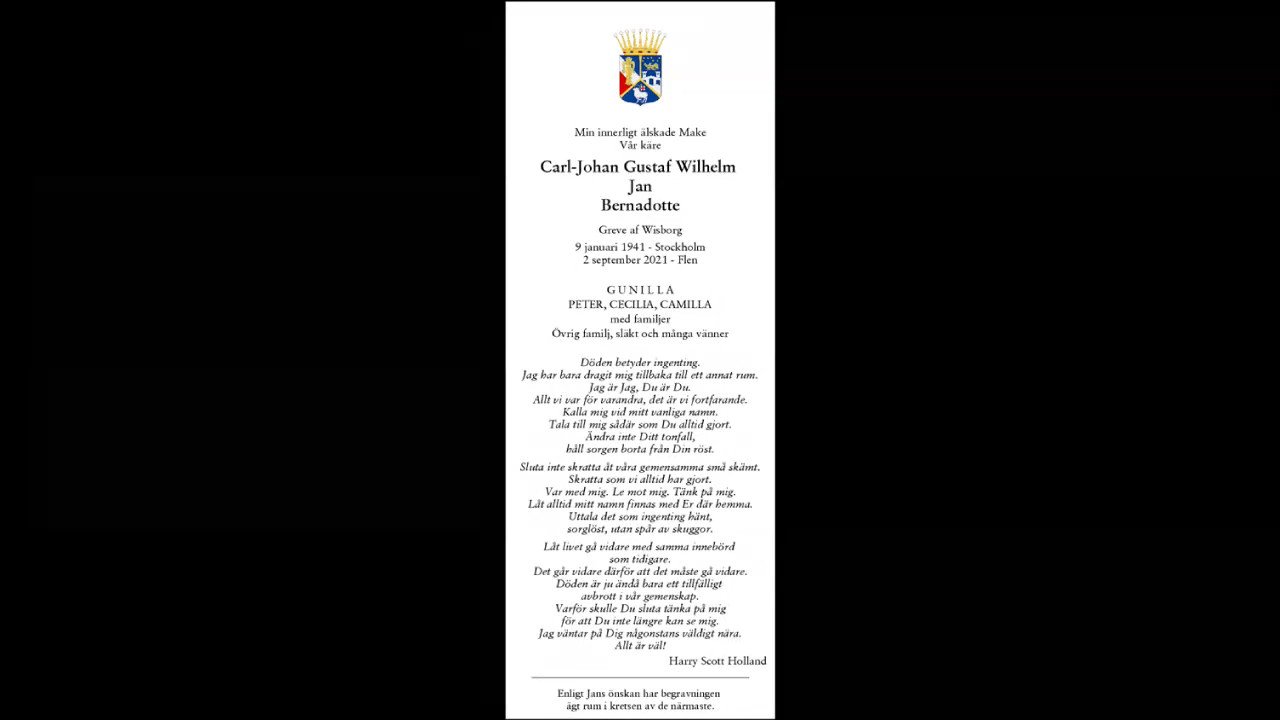 Min innerligt älskade Make
Vår käre
Carl-Johan Gustaf Wilhelm
Jan
Bernadotte
Greve af Wisborg
9 januari 1941 - Stockholm
2 september 2021 - Flen
GUNILLA
PETER, CECILIA, CAMILLA
med familjer
Övrig familj, släkt och många vänner
Döden betyder ingenting.
Jag har bara dragit mig tillbaka till ett annat rum.
Jag är Jag, Du är Du.
Allt vi var för varandra, det är vi fortfarande.
Kalla mig vid mitt vanliga namn.
Tala till mig sådär som Du alltid gjort.
Ändra inte Ditt tonfall,
håll sorgen borta från Din röst.
Sluta inte skratta åt våra gemensamma små skämt.
Skratta som vi alltid har gjort.
Var med mig. Le mot mig. Tänk på mig.
Låt alltid mitt namn finnas med Er där hemma.
Uttala det som ingenting hänt,
sorglöst, utan spår av skuggor.
Låt livet gå vidare med samma innebörd
som tidigare.
Det går vidare därför att det måste gå vidare.
Döden är ju ändå bara ett tillfälligt
avbrott i vår gemenskap.
Varför skulle Du sluta tänka på mig
för att Du inte längre kan se mig.
Jag väntar på Dig någonstans väldigt nära.
Allt är väl!
Harry Scott Holland
Enligt Jans önskan har begravningen
ägt rum i kretsen av de närmaste.